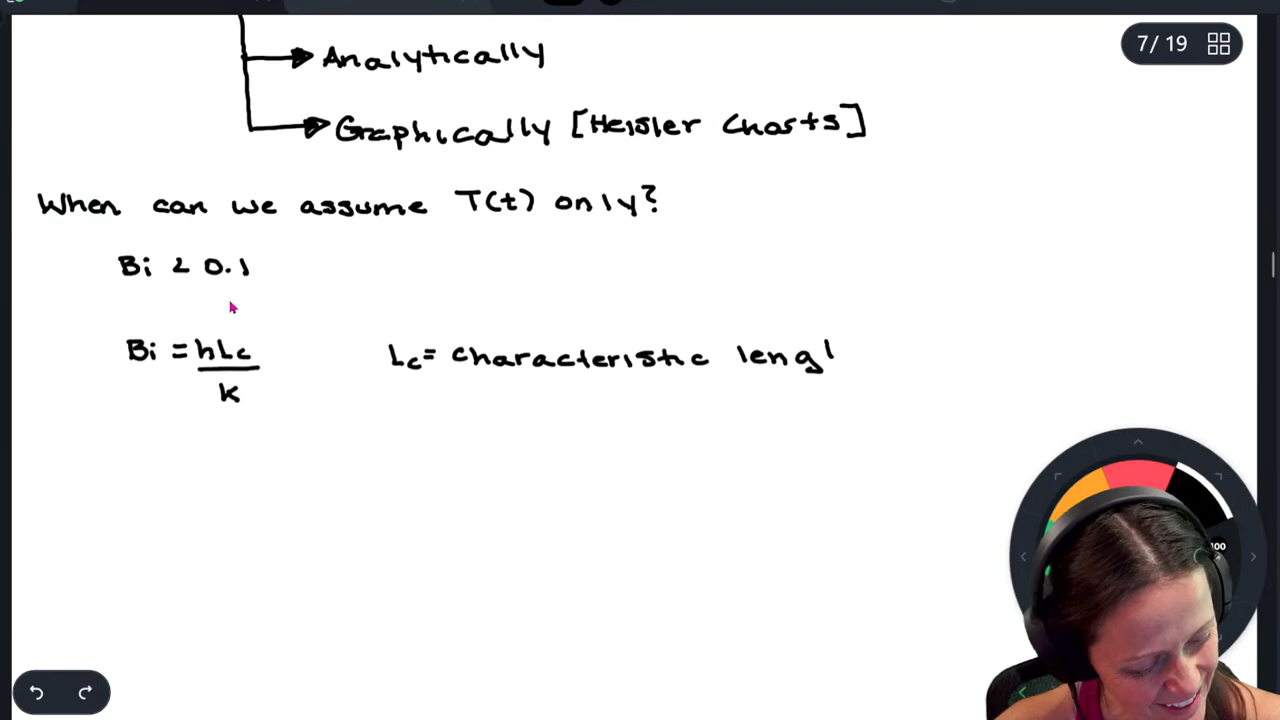 7/ 19
Analytically
Graphically [Heisler Charts]
When can we assume T(t) only?
Bi < 0.1
Bi = hLc
k
Lc= characteristic lengl
100